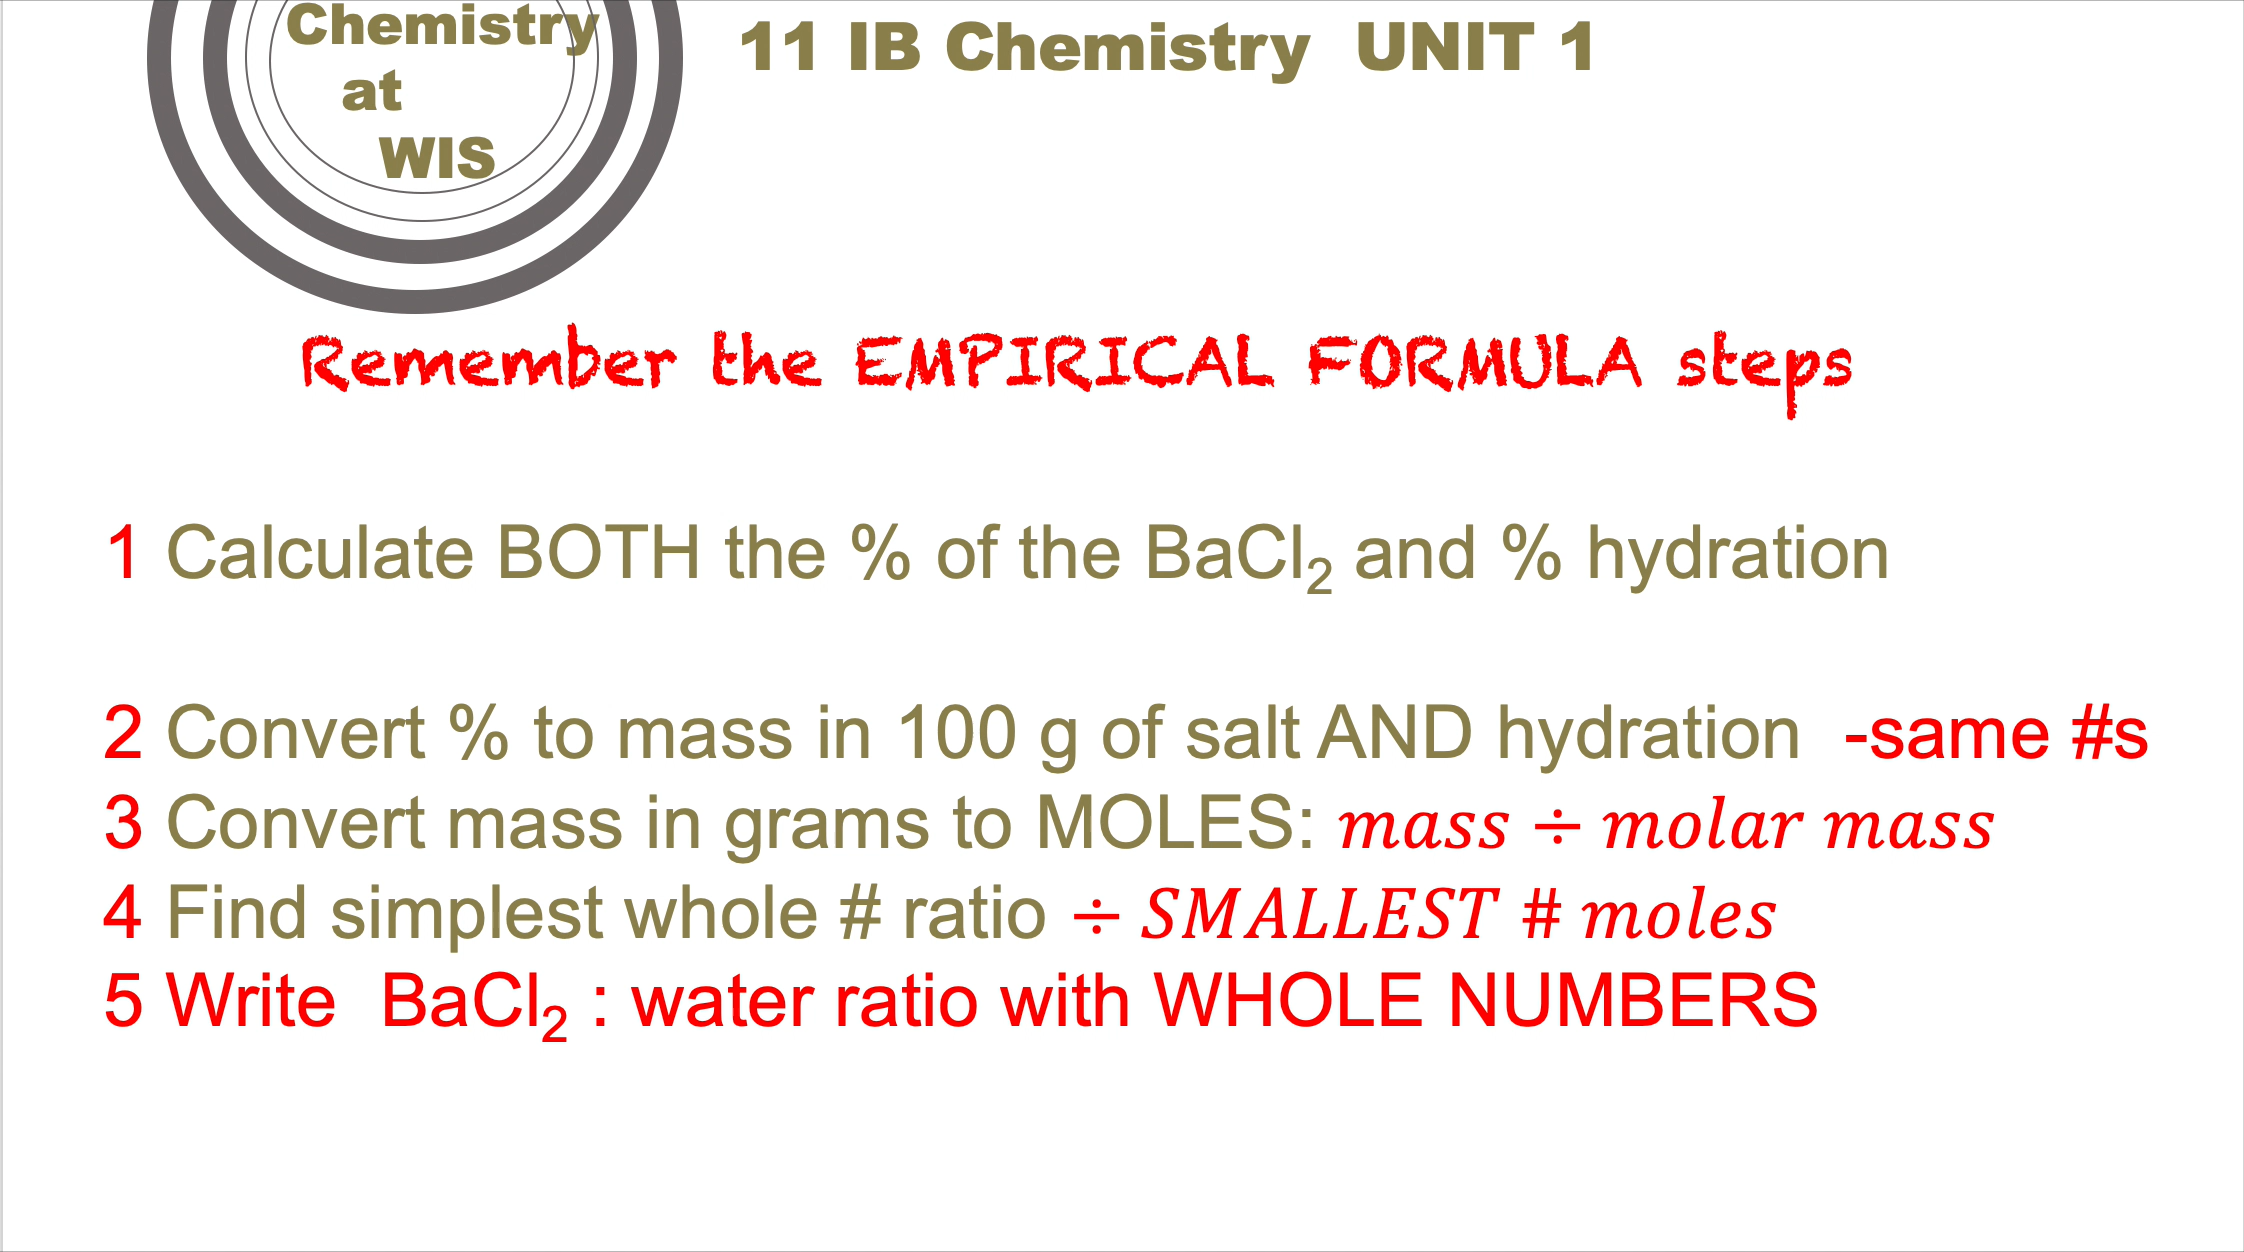 Chemistry
at
WIS
11 IB Chemistry UNIT 1
Remember the EMPIRICAL FORMULA steps
1 Calculate BOTH the % of the BaCl₂ and % hydration
2 Convert % to mass in 100 g of salt AND hydration -same #s
3 Convert mass in grams to MOLES: mass ÷ molar mass
4 Find simplest whole # ratio ÷ SMALLEST # moles
5 Write BaCl₂ : water ratio with WHOLE NUMBERS